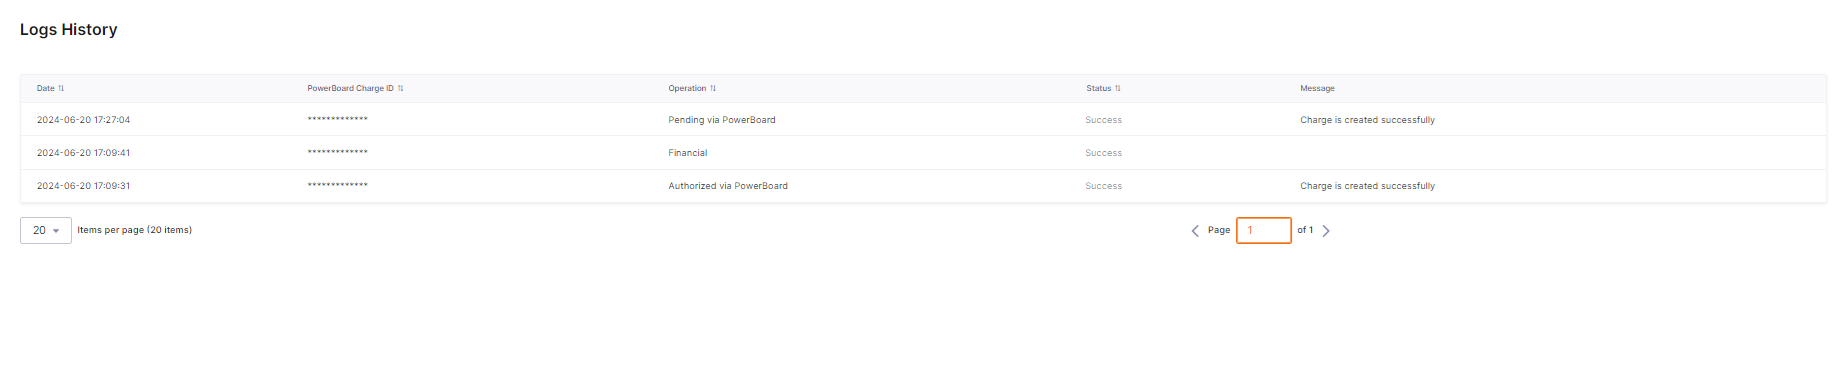 Logs History
Date PowerBoard Charge ID Operation Status Message
2024-06-20 17:27:04 ************* Pending via PowerBoard Success Charge is created successfully
2024-06-20 17:09:41 ************* Financial Success
2024-06-20 17:09:31 ************* Authorized via PowerBoard Success Charge is created successfully
20 Items per page (20 items) Page 1 of 1